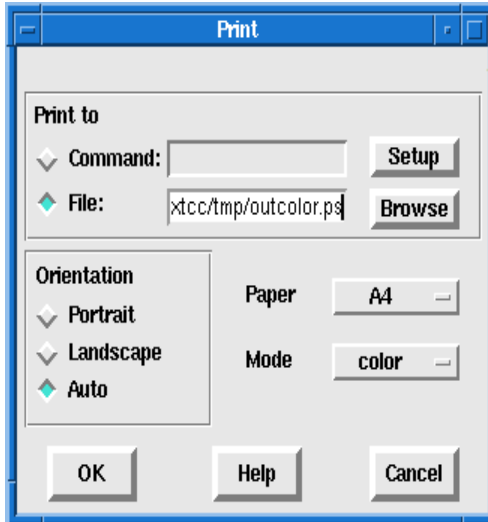 Print
Print to
Command:
Setup
File:
xtcc/tmp/outcolor.ps
Browse
Orientation
Portrait
Landscape
Auto
Paper
A4
Mode
color
OK
Help
Cancel